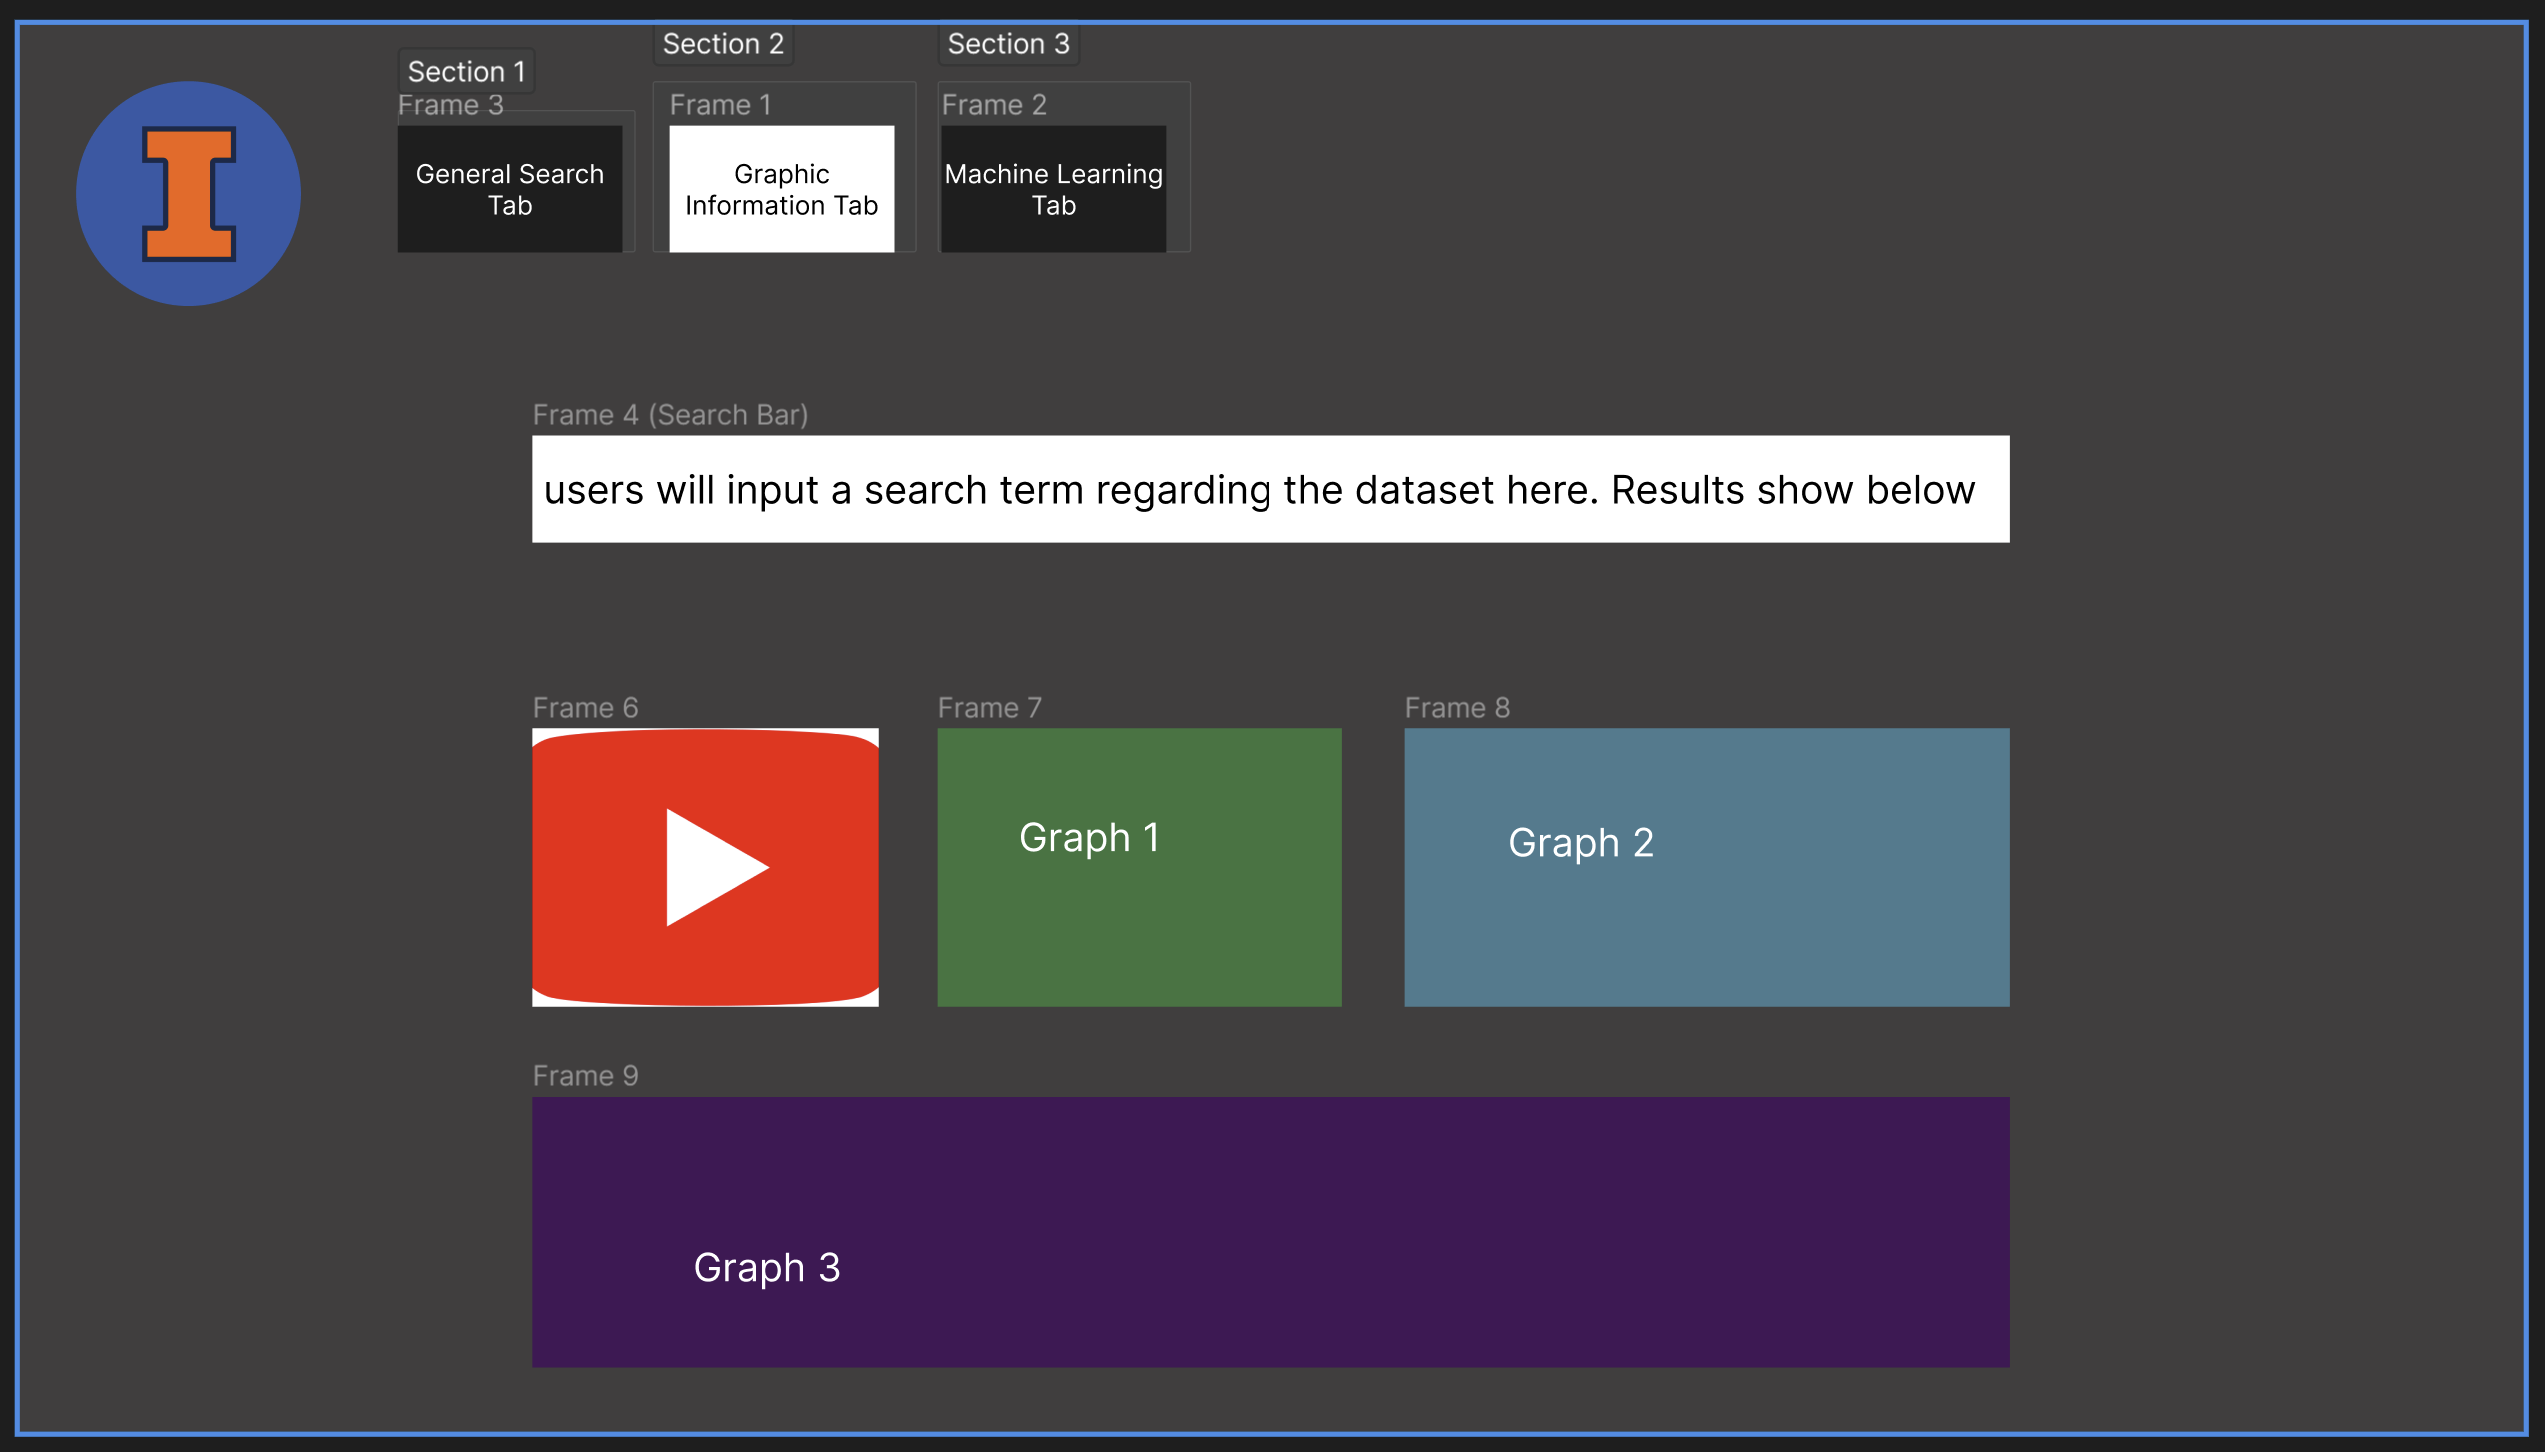 Section 1
Section 2
Section 3
Frame 3
Frame 1
Frame 2
General Search
Tab
Graphic
Information Tab
Machine Learning
Tab
I
Frame 4 (Search Bar)
users will input a search term regarding the dataset here. Results show below
Frame 6
Frame 7
Frame 8
Graph 1
Graph 2
Frame 9
Graph 3